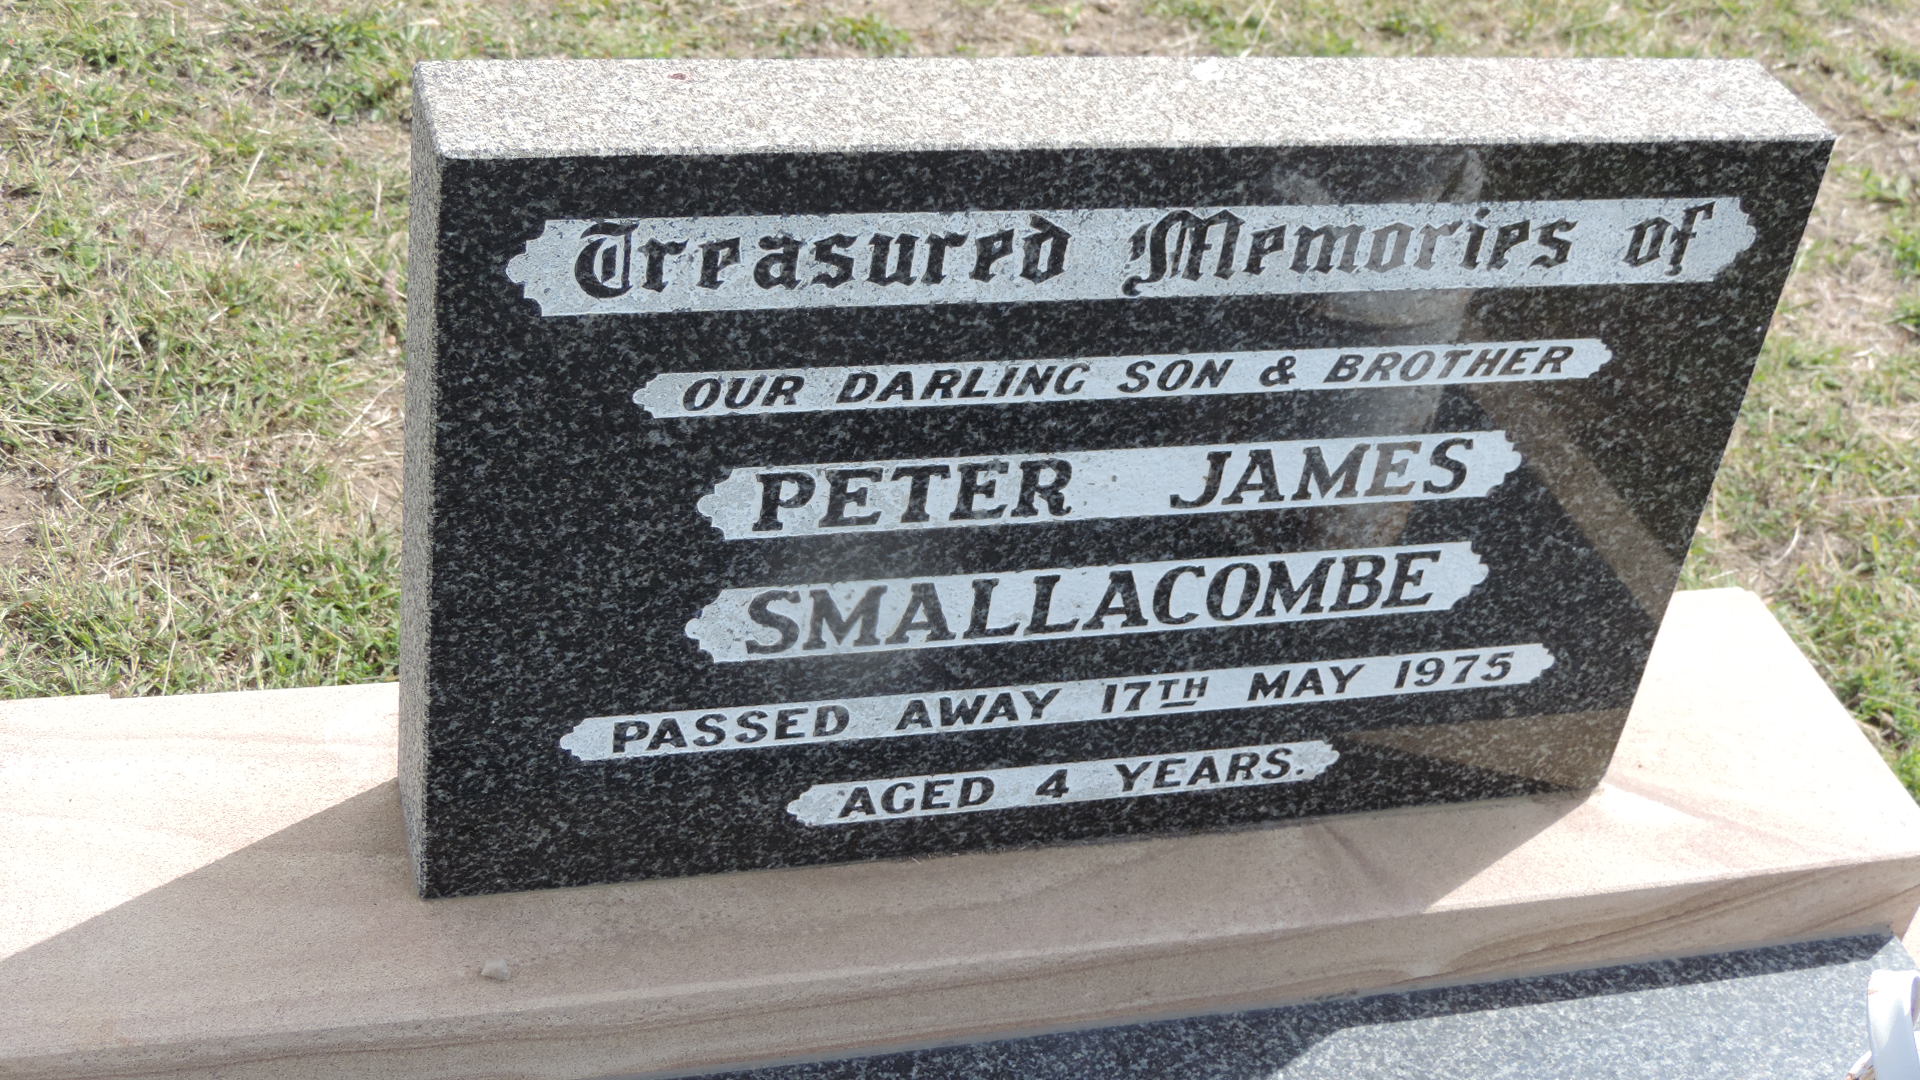 Treasured Memories of
OUR DARLING SON & BROTHER
PETER JAMES
SMALLACOMBE
PASSED AWAY 17TH MAY 1975
AGED 4 YEARS.